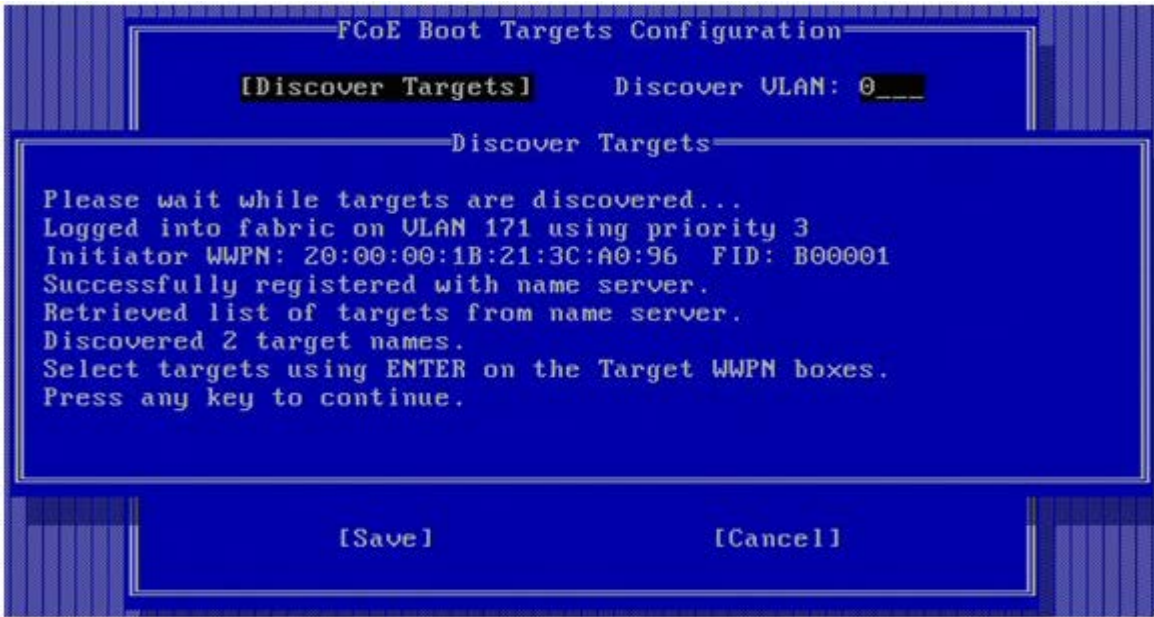 FCoE Boot Targets Configuration
[Discover Targets] Discover VLAN: 0___
Discover Targets
Please wait while targets are discovered...
Logged into fabric on VLAN 171 using priority 3
Initiator WWPN: 20:00:00:1B:21:3C:A0:96 FID: B00001
Successfully registered with name server.
Retrieved list of targets from name server.
Discovered 2 target names.
Select targets using ENTER on the Target WWPN boxes.
Press any key to continue.
[Save] [Cancel]